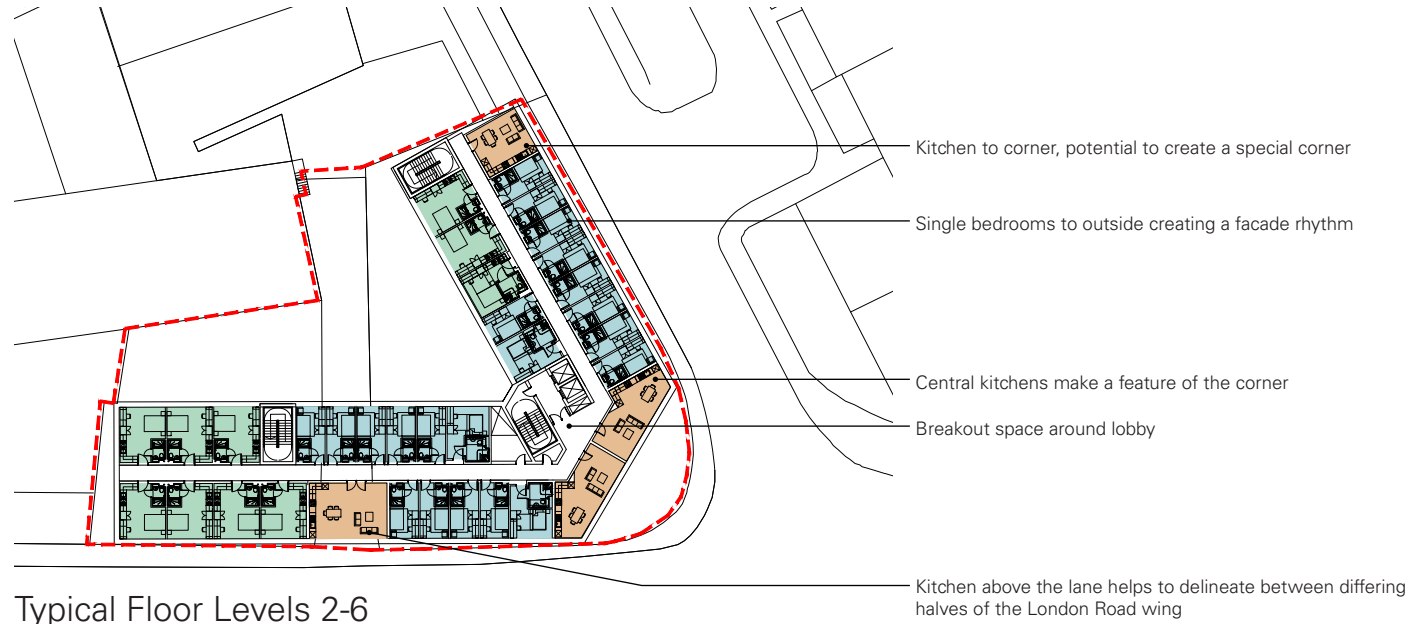 Kitchen to corner, potential to create a special corner
Single bedrooms to outside creating a facade rhythm
Central kitchens make a feature of the corner
Breakout space around lobby
Kitchen above the lane helps to delineate between differing
halves of the London Road wing
Typical Floor Levels 2-6